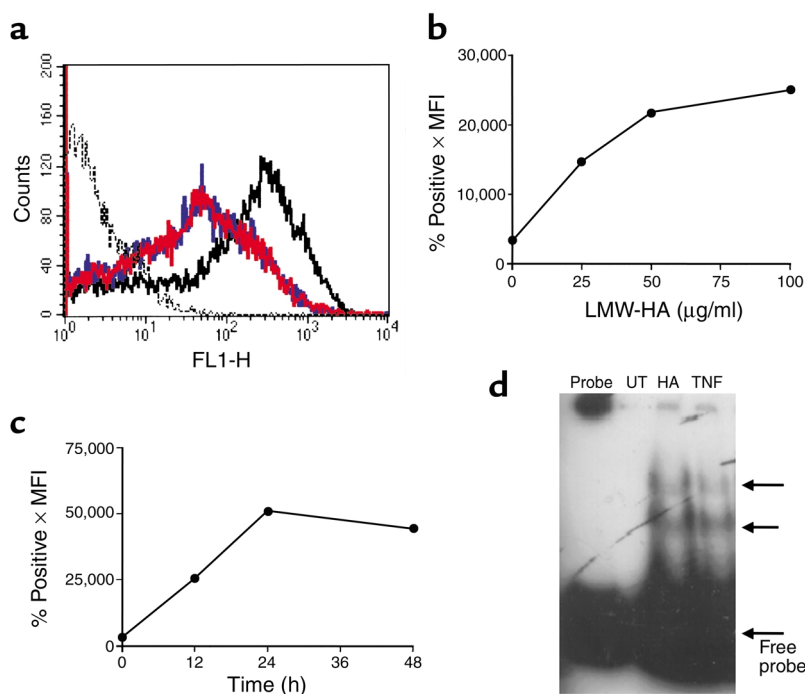 a
200
160
120
80
40
0
Counts
10^0 10^1 10^2 10^3 10^4
FL1-H
b
30,000
20,000
10,000
0
% Positive × MFI
0 25 50 75 100
LMW-HA (μg/ml)
c
75,000
50,000
25,000
0
% Positive × MFI
0 12 24 36 48
Time (h)
d
Probe UT HA TNF
Free
probe